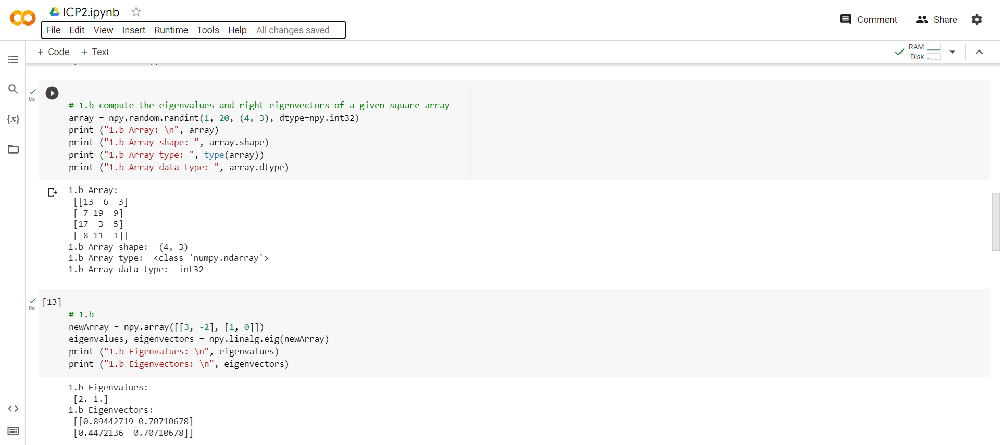 ICP2.ipynb
File Edit View Insert Runtime Tools Help All changes saved
Comment Share
+ Code + Text
RAM
Disk
0s
# 1.b compute the eigenvalues and right eigenvectors of a given square array
array = npy.random.randint(1, 20, (4, 3), dtype=npy.int32)
print ("1.b Array: \n", array)
print ("1.b Array shape: ", array.shape)
print ("1.b Array type: ", type(array))
print ("1.b Array data type: ", array.dtype)
1.b Array:
[[13  6  3]
[ 7 19  9]
[17  3  5]
[ 8 11  1]]
1.b Array shape:  (4, 3)
1.b Array type:  <class 'numpy.ndarray'>
1.b Array data type:  int32
[13]
0s
# 1.b
newArray = npy.array([[3, -2], [1, 0]])
eigenvalues, eigenvectors = npy.linalg.eig(newArray)
print ("1.b Eigenvalues: \n", eigenvalues)
print ("1.b Eigenvectors: \n", eigenvectors)
1.b Eigenvalues:
[2. 1.]
1.b Eigenvectors:
[[0.89442719 0.70710678]
[0.4472136  0.70710678]]
{x}
<>